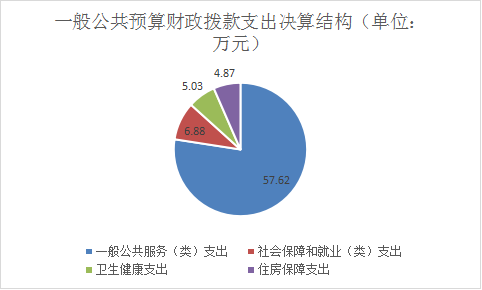 一般公共预算财政拨款支出决算结构（单位：
万元）
4.87
5.03
6.88
57.62
一般公共服务（类）支出 社会保障和就业（类）支出
卫生健康支出 住房保障支出